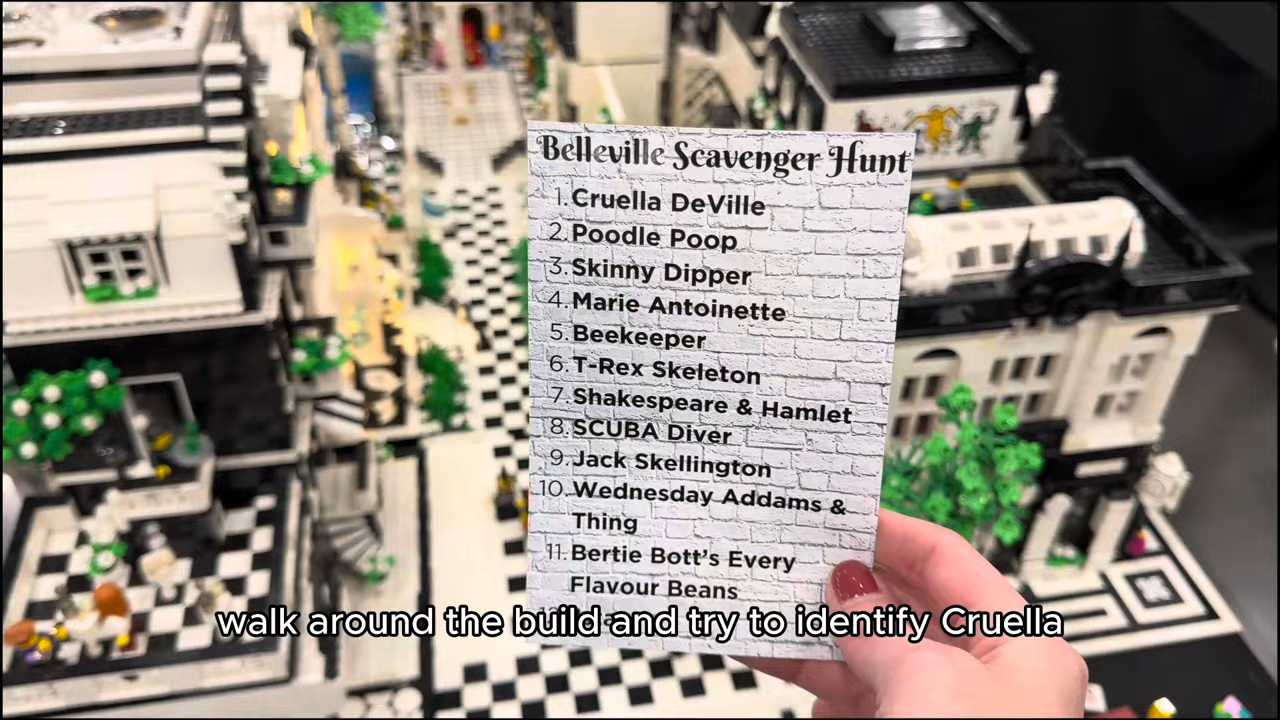 Belleville Scavenger Hunt
1. Cruella DeVille
2. Poodle Poop
3. Skinny Dipper
4. Marie Antoinette
5. Beekeeper
6. T-Rex Skeleton
7. Shakespeare & Hamlet
8. SCUBA Diver
9. Jack Skellington
10. Wednesday Addams &
Thing
11. Bertie Bott's Every
Flavour Beans
walk around the build and try to identify Cruella